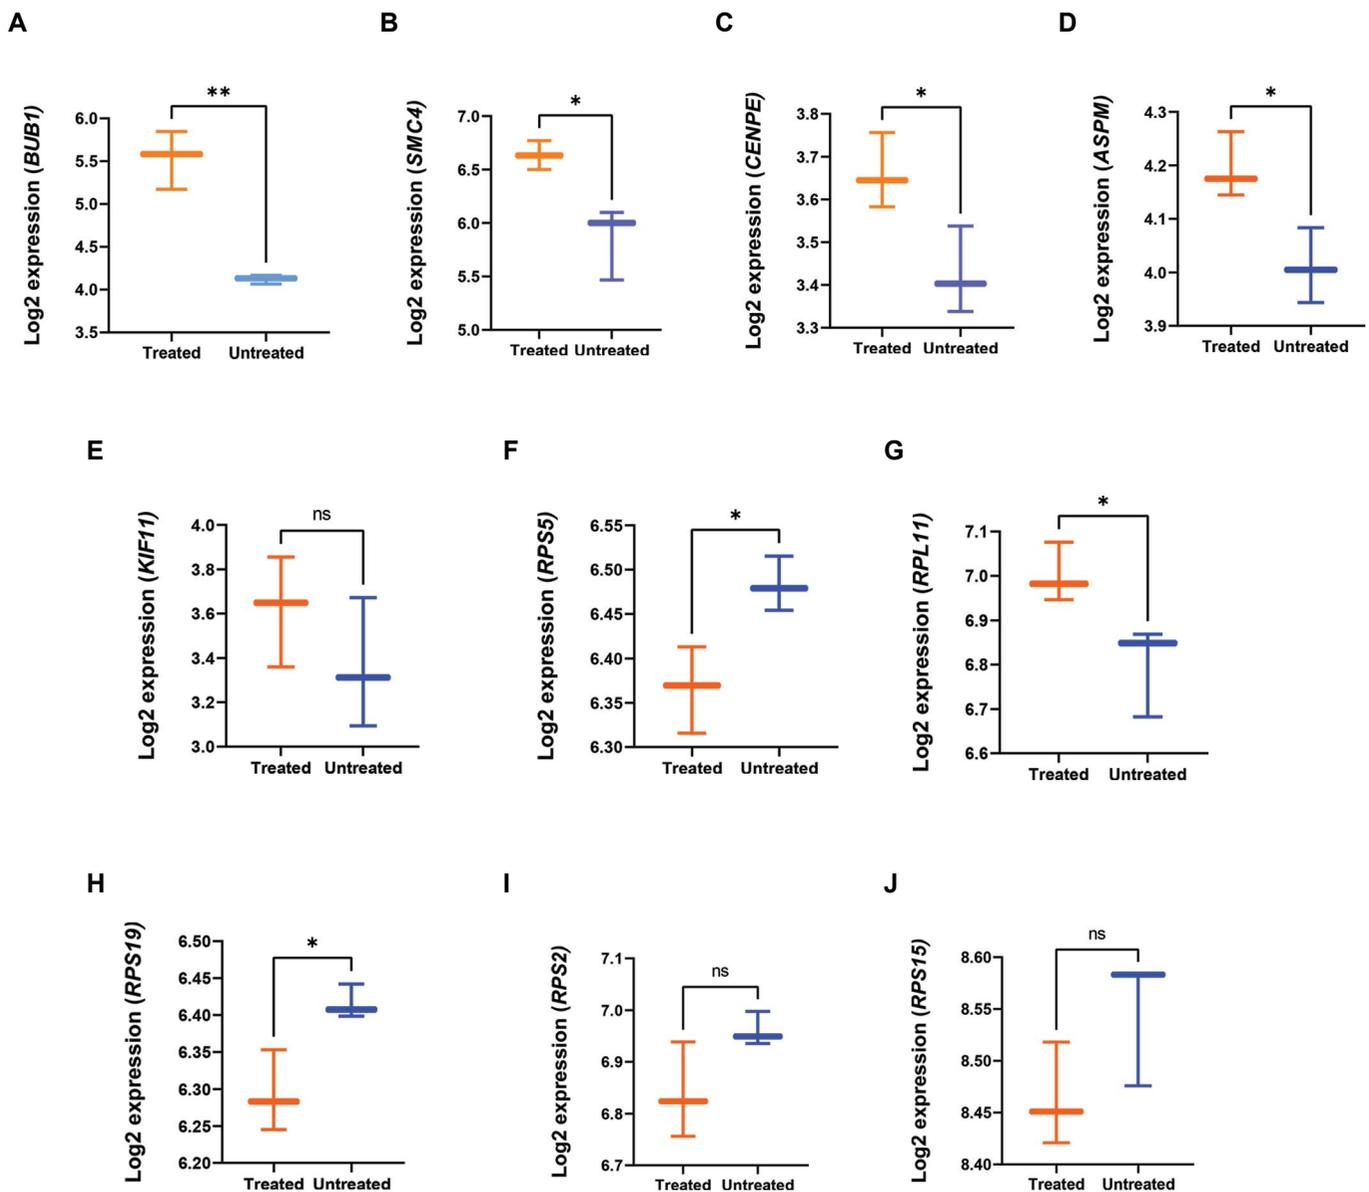 A
B
C
D
Log2 expression (BUB1)
6.0
5.5
5.0
4.5
4.0
3.5
**
Treated
Untreated
Log2 expression (SMC4)
7.0
6.5
6.0
5.5
5.0
*
Treated
Untreated
Log2 expression (CENPE)
3.8
3.7
3.6
3.5
3.4
3.3
*
Treated
Untreated
Log2 expression (ASPM)
4.3
4.2
4.1
4.0
3.9
*
Treated
Untreated
E
F
G
Log2 expression (KIF11)
4.0
3.8
3.6
3.4
3.2
3.0
ns
Treated
Untreated
Log2 expression (RPS5)
6.55
6.50
6.45
6.40
6.35
6.30
*
Treated
Untreated
Log2 expression (RPL11)
7.1
7.0
6.9
6.8
6.7
6.6
*
Treated
Untreated
H
I
J
Log2 expression (RPS19)
6.50
6.45
6.40
6.35
6.30
6.25
6.20
*
Treated
Untreated
Log2 expression (RPS2)
7.1
7.0
6.9
6.8
6.7
ns
Treated
Untreated
Log2 expression (RPS15)
8.60
8.55
8.50
8.45
8.40
ns
Treated
Untreated